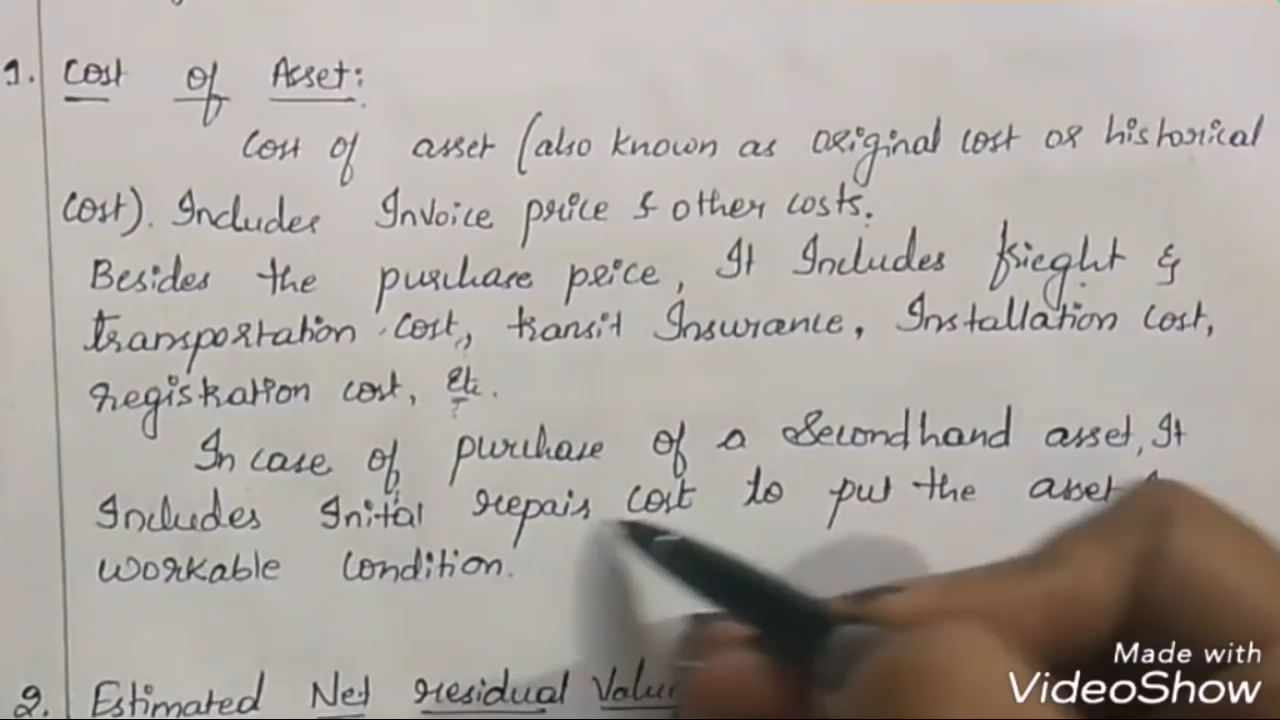 1. Cost of Asset:
Cost of asset (also known as original cost or historical
cost). Includes Invoice price & other costs.
Besides the purchase price, It Includes frieght &
transportation cost, transit Insurance, Installation cost,
registration cost, etc.
In case of purchase of a Secondhand asset, It
Includes Inital repair cost to put the asset
workable condition.
2. Estimated Net residual Value
Made with
VideoShow